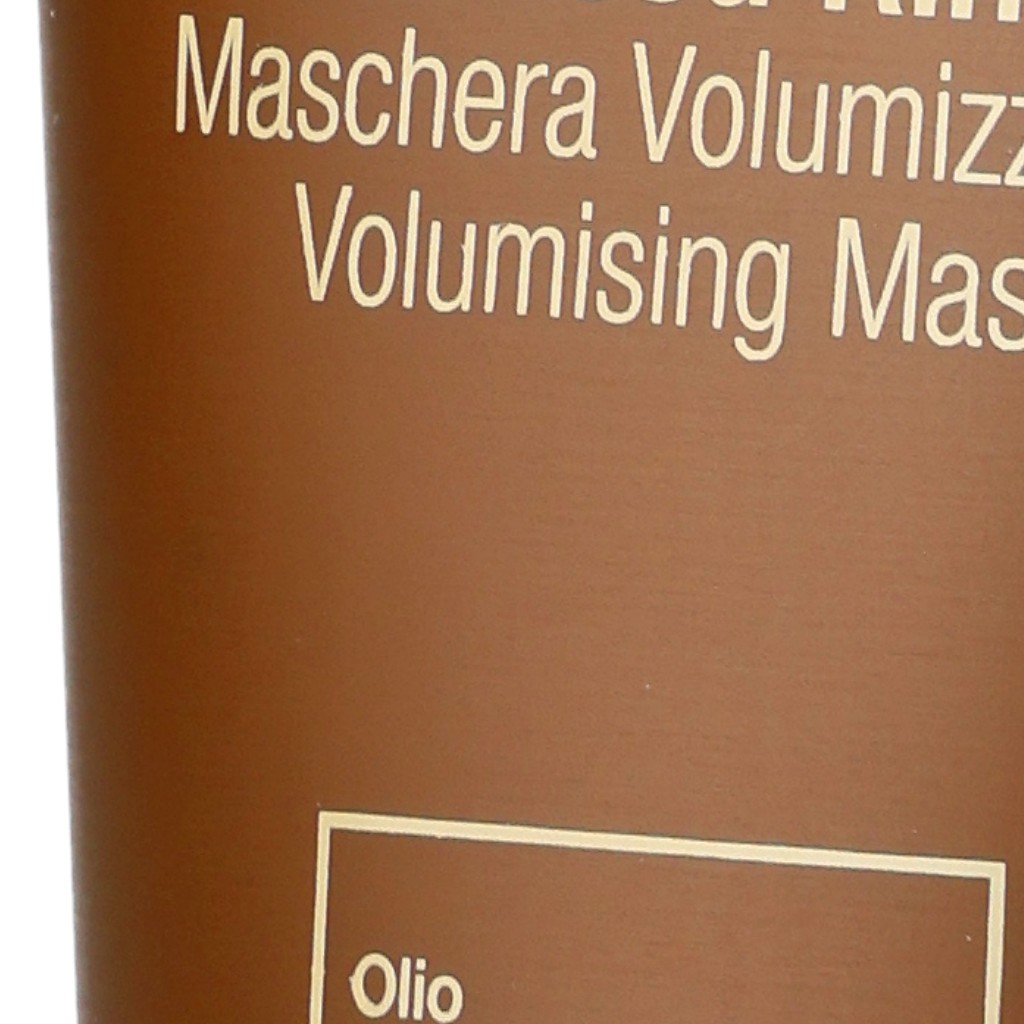 Maschera Volumizz
Volumising Mas
Olio